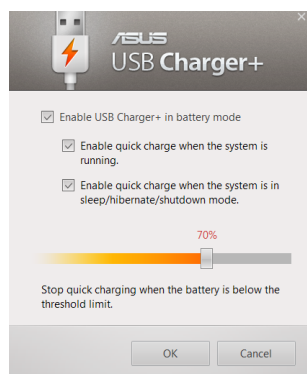 ASUS
USB Charger+
Enable USB Charger+ in battery mode
Enable quick charge when the system is
running.
Enable quick charge when the system is in
sleep/hibernate/shutdown mode.
70%
Stop quick charging when the battery is below the
threshold limit.
OK
Cancel